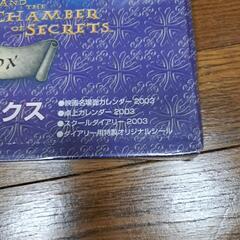 AND THE
CHAMBER OF
SECRETS
ON
クス
●映画名場面カレンダー2003
●卓上カレンダー2003
●スクールダイアリー2003
●ダイアリー用特製オリジナルシール